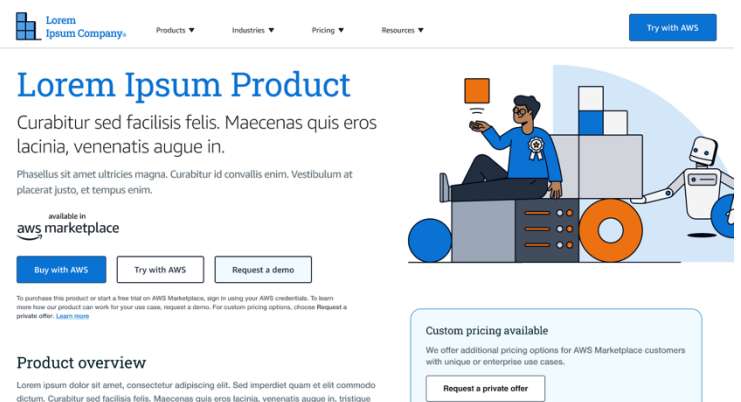 Lorem
Ipsum Company®
Products ▼
Industries ▼
Pricing ▼
Resources ▼
Try with AWS
Lorem Ipsum Product
Curabitur sed facilisis felis. Maecenas quis eros
lacinia, venenatis augue in.
Phasellus sit amet ultricies magna. Curabitur id convallis enim. Vestibulum at
placerat justo, et tempus enim.
available in
aws marketplace
Buy with AWS
Try with AWS
Request a demo
To purchase this product or start a free trial on AWS Marketplace, sign in using your AWS credentials. To learn
more how our product can work for your use case, request a demo. For custom pricing options, choose Request a
private offer. Learn more
Custom pricing available
We offer additional pricing options for AWS Marketplace customers
with unique or enterprise use cases.
Request a private offer
Product overview
Lorem ipsum dolor sit amet, consectetur adipiscing elit. Sed imperdiet quam et elit commodo
dictum. Curabitur sed facilisis felis. Maecenas quis eros lacinia, venenatis augue in, tristique